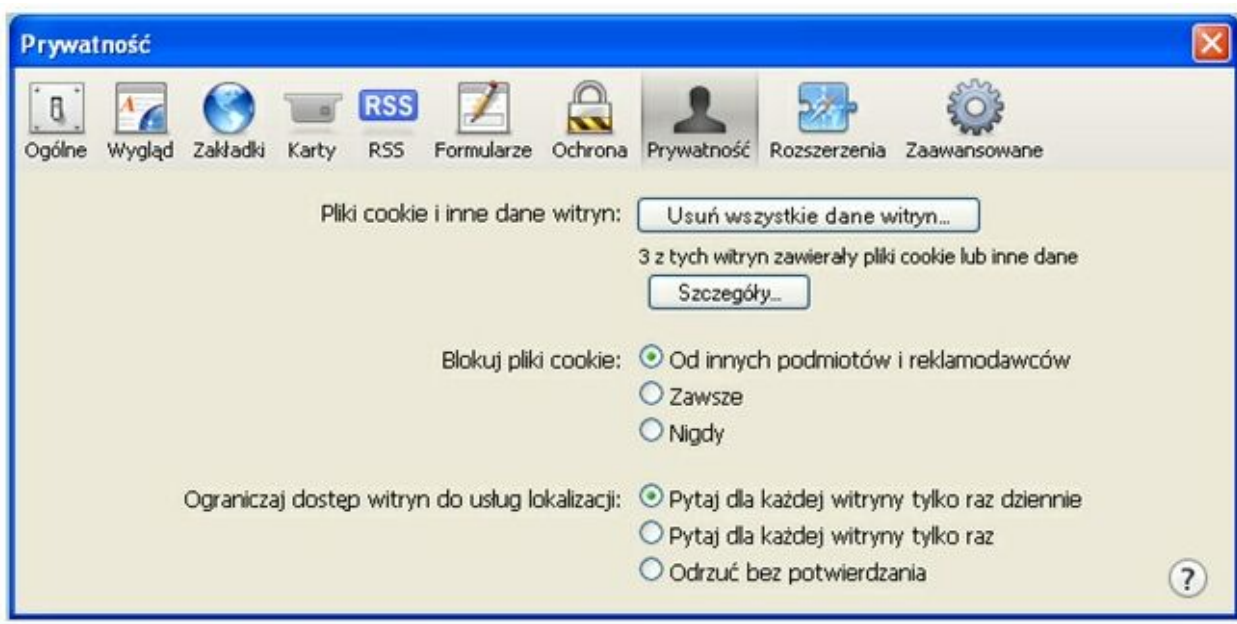 Prywatność
Ogólne Wygląd Zakładki Karty RSS Formularze Ochrona Prywatność Rozszerzenia Zaawansowane
RSS
Pliki cookie i inne dane witryn: Usuń wszystkie dane witryn...
3 z tych witryn zawierały pliki cookie lub inne dane
Szczegóły...
Blokuj pliki cookie: Od innych podmiotów i reklamodawców
Zawsze
Nigdy
Ograniczaj dostęp witryn do usług lokalizacji: Pytaj dla każdej witryny tylko raz dziennie
Pytaj dla każdej witryny tylko raz
Odrzuć bez potwierdzania
?